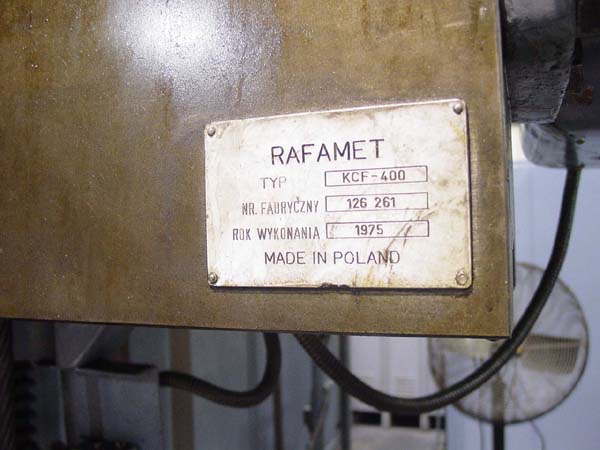 RAFAMET
TYP KCF-400
NR. FABRYCZNY 126 261
ROK WYKONANIA 1975
MADE IN POLAND